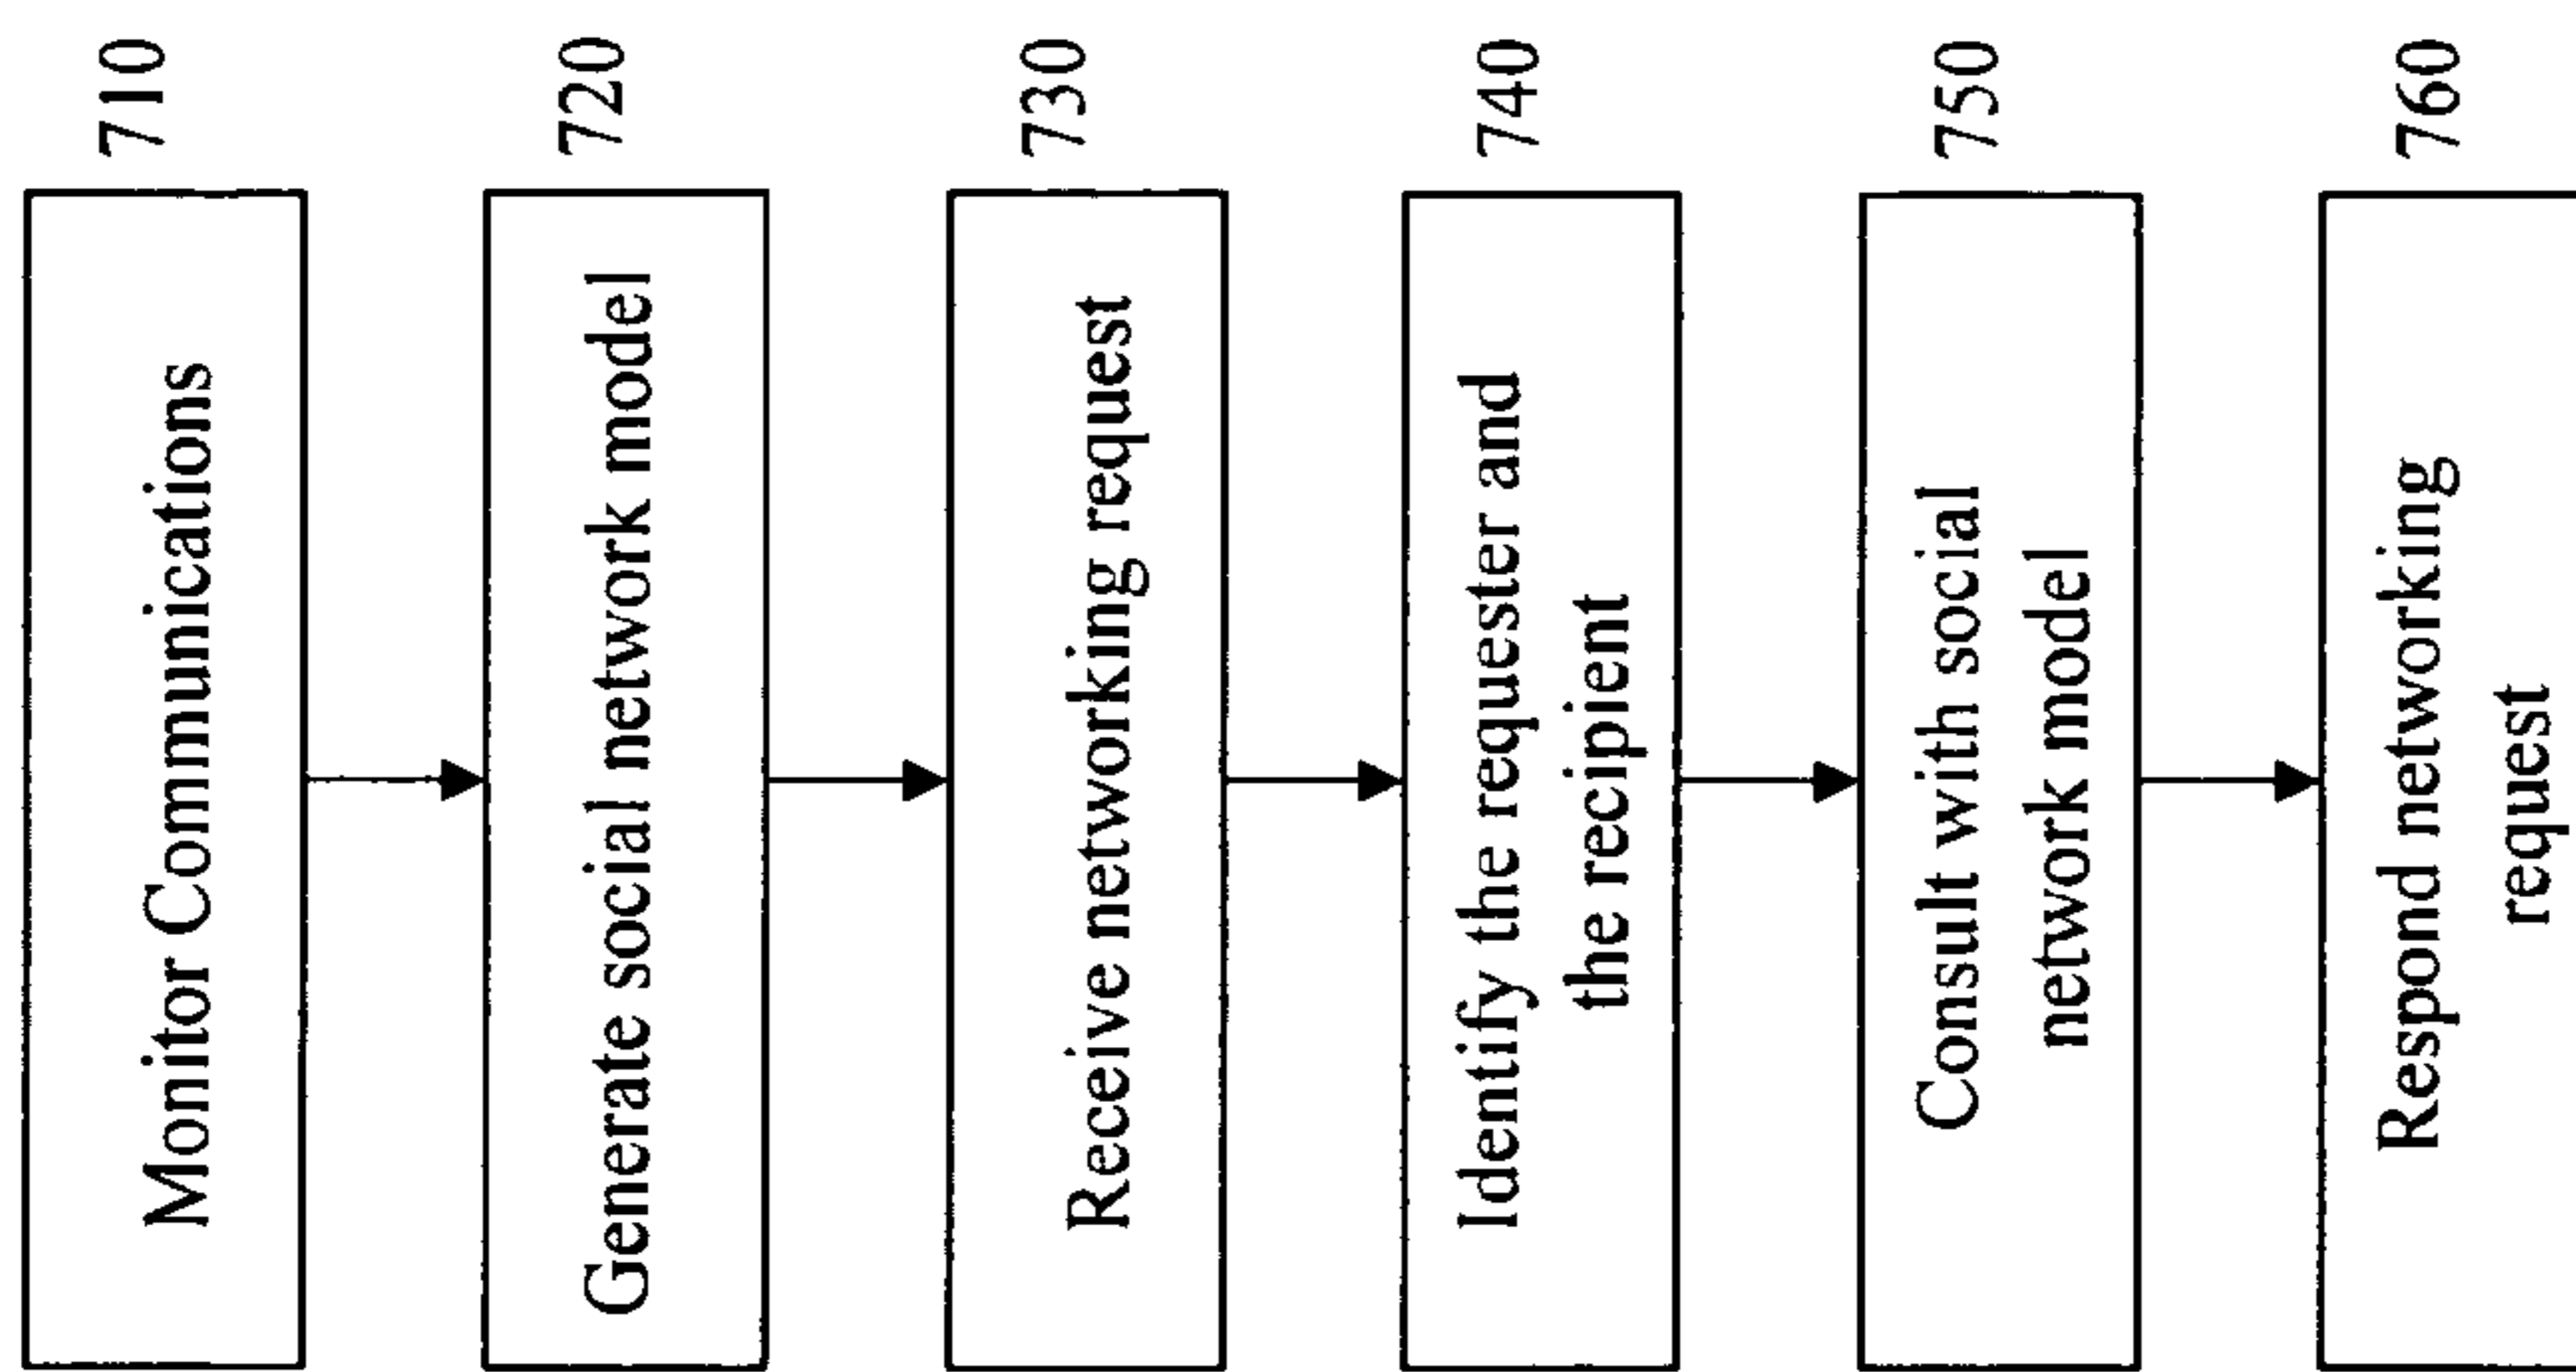 Monitor Communications
710
Generate social network model
720
Receive networking request
730
Identify the requester and
the recipient
740
Consult with social
network model
750
Respond networking
request
760